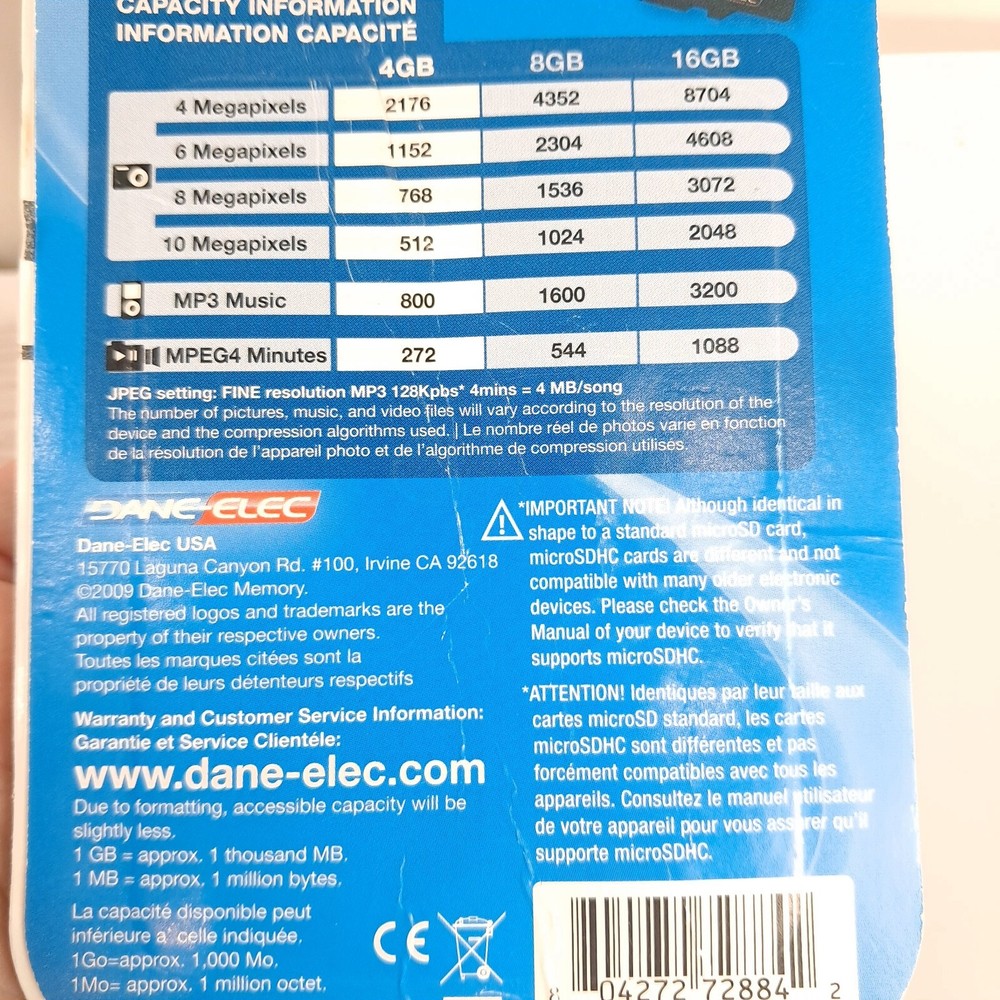 CAPACITY INFORMATION
INFORMATION CAPACITÉ
4GB 8GB 16GB
4 Megapixels 2176 4352 8704
6 Megapixels 1152 2304 4608
8 Megapixels 768 1536 3072
10 Megapixels 512 1024 2048
MP3 Music 800 1600 3200
MPEG4 Minutes 272 544 1088
JPEG setting: FINE resolution MP3 128Kpbs* 4mins = 4 MB/song
The number of pictures, music, and video files will vary according to the resolution of the
device and the compression algorithms used. | Le nombre réel de photos varie en fonction
de la résolution de l'appareil photo et de l'algorithme de compression utilisés.
DANE-ELEC
Dane-Elec USA
15770 Laguna Canyon Rd. #100, Irvine CA 92618
©2009 Dane-Elec Memory.
All registered logos and trademarks are the
property of their respective owners.
Toutes les marques citées sont la
propriété de leurs détenteurs respectifs
Warranty and Customer Service Information:
Garantie et Service Clientéle:
www.dane-elec.com
Due to formatting, accessible capacity will be
slightly less.
1 GB = approx. 1 thousand MB.
1 MB = approx. 1 million bytes.
La capacité disponible peut
inférieure a' celle indiquée.
1Go=approx. 1,000 Mo.
1Mo= approx. 1 million octet.
*IMPORTANT NOTE! Although identical in
shape to a standard microSD card,
microSDHC cards are different and not
compatible with many older electronic
devices. Please check the Owner's
Manual of your device to verify that it
supports microSDHC.
*ATTENTION! Identiques par leur taille aux
cartes microSD standard, les cartes
microSDHC sont différentes et pas
forcément compatibles avec tous les
appareils. Consultez le manuel utilisateur
de votre appareil pour vous assurer qu'il
supporte microSDHC.
CE
8 04272 72884 2